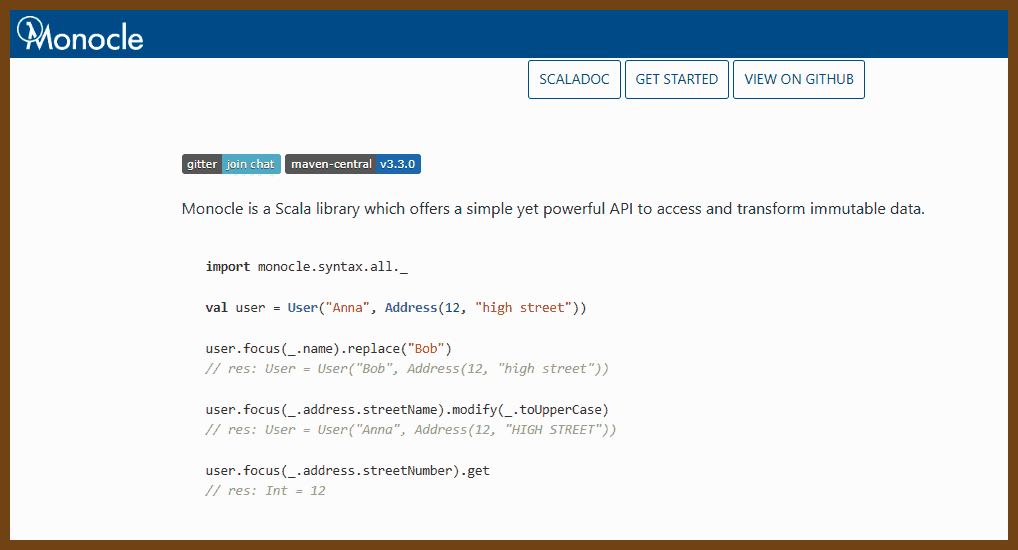 Monocle
SCALADOC GET STARTED VIEW ON GITHUB
gitter join chat maven-central v3.3.0
Monocle is a Scala library which offers a simple yet powerful API to access and transform immutable data.
import monocle.syntax.all._
val user = User("Anna", Address(12, "high street"))
user.focus(_.name).replace("Bob")
// res: User = User("Bob", Address(12, "high street"))
user.focus(_.address.streetName).modify(_.toUpperCase)
// res: User = User("Anna", Address(12, "HIGH STREET"))
user.focus(_.address.streetNumber).get
// res: Int = 12